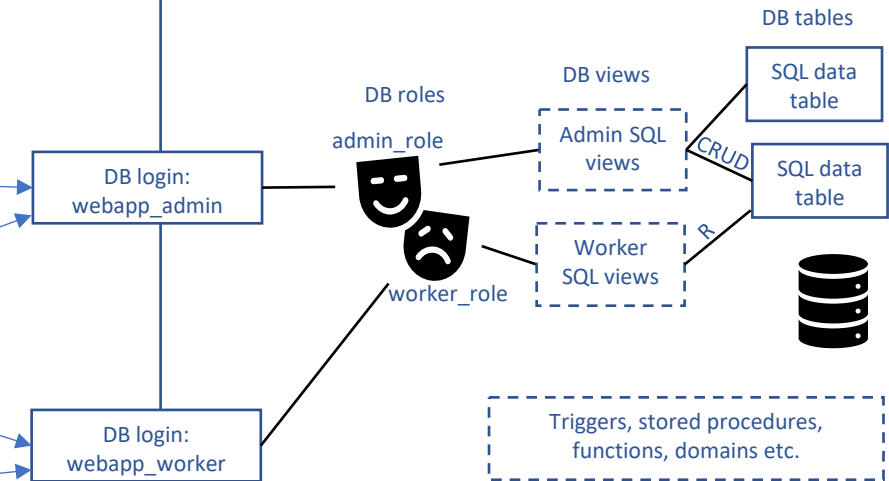 DB tables
SQL data
table
DB views
DB roles
admin_role
Admin SQL
views
CRUD
SQL data
table
DB login:
webapp_admin
R
Worker
SQL views
worker_role
Triggers, stored procedures,
functions, domains etc.
DB login:
webapp_worker